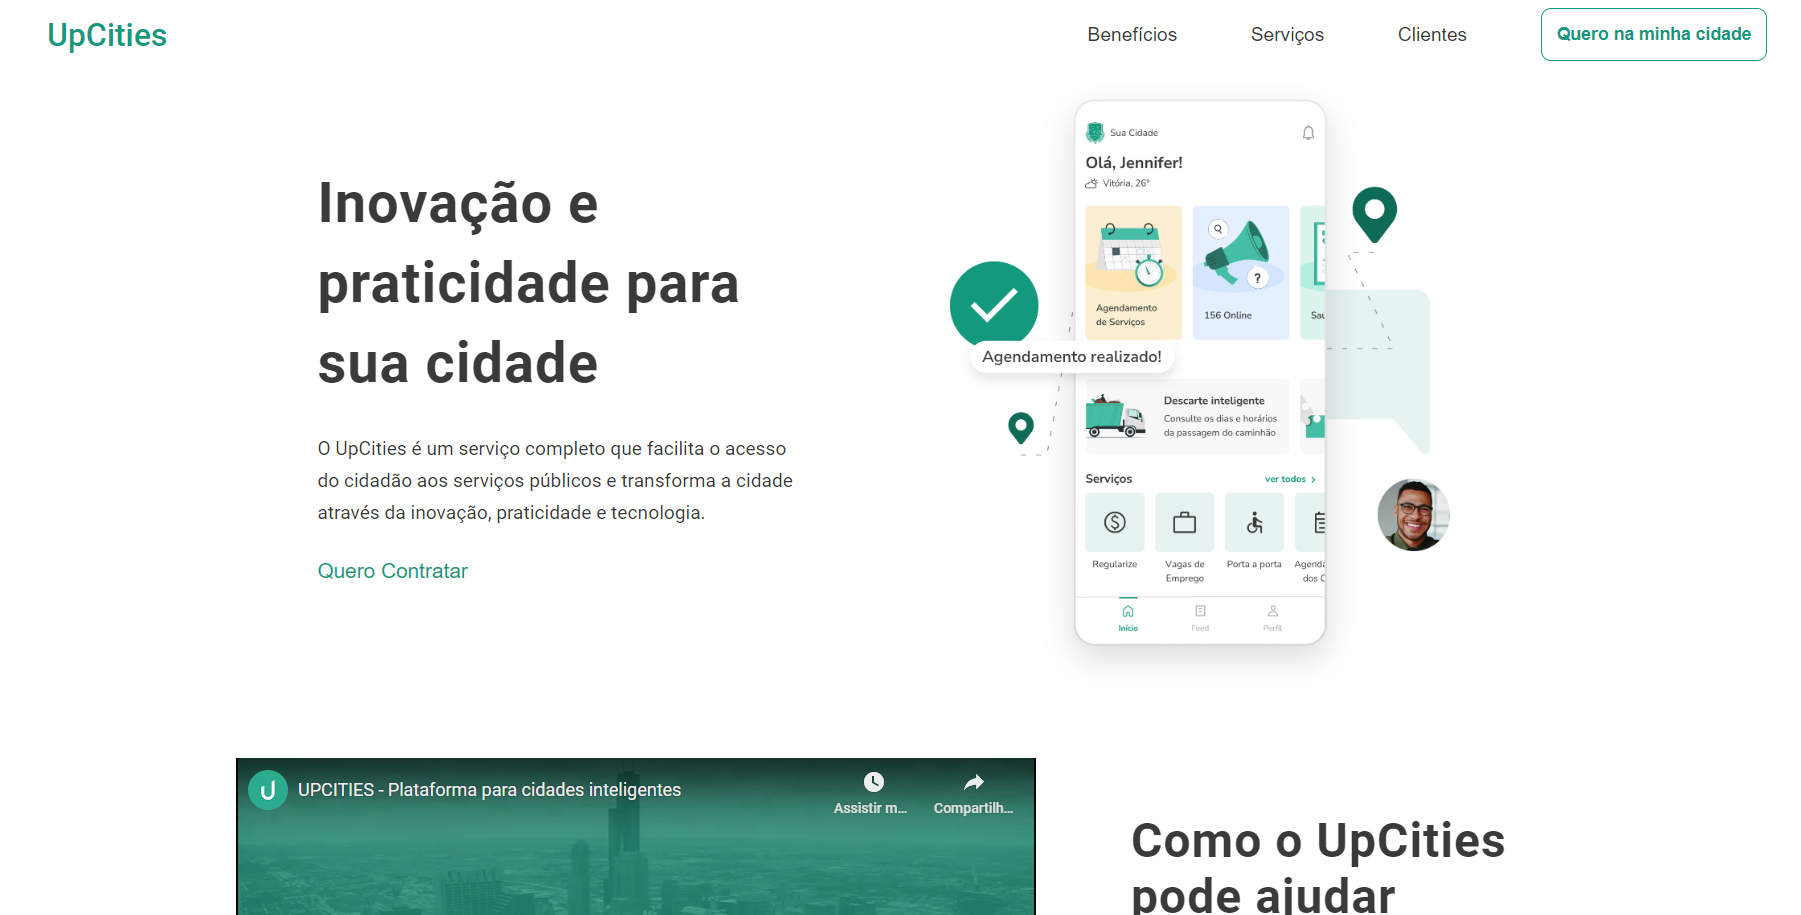 UpCities
Benefícios
Serviços
Clientes
Quero na minha cidade
Inovação e
praticidade para
sua cidade
O UpCities é um serviço completo que facilita o acesso
do cidadão aos serviços públicos e transforma a cidade
através da inovação, praticidade e tecnologia.
Quero Contratar
Sua Cidade
Olá, Jennifer!
Vitória, 26°
Agendamento
de Serviços
156 Online
Saú
Agendamento realizado!
Descarte inteligente
Consulte os dias e horários
da passagem do caminhão
Serviços
ver todos
Regularize
Vagas de
Emprego
Porta a porta
Agenda
dos C
Início
Feed
Perfil
UPCITIES - Plataforma para cidades inteligentes
Assistir m...
Compartilh...
Como o UpCities
pode ajudar